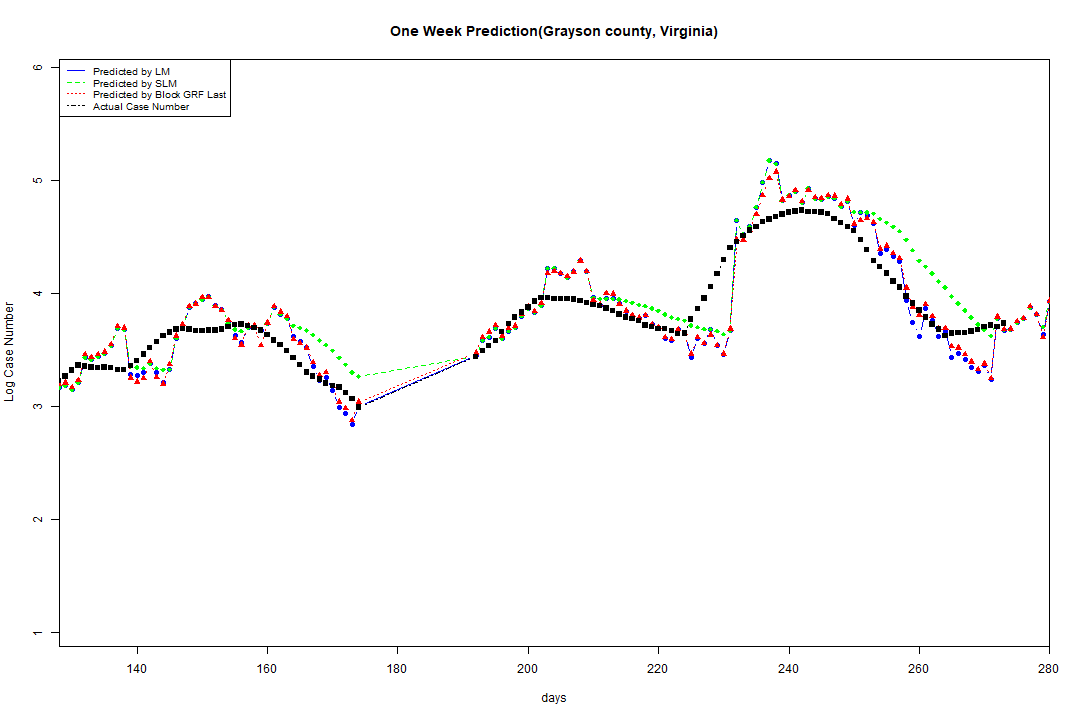 One Week Prediction(Grayson county, Virginia)
Predicted by LM
Predicted by SLM
Predicted by Block GRF Last
Actual Case Number
6
5
4
3
2
1
Log Case Number
140 160 180 200 220 240 260 280
days